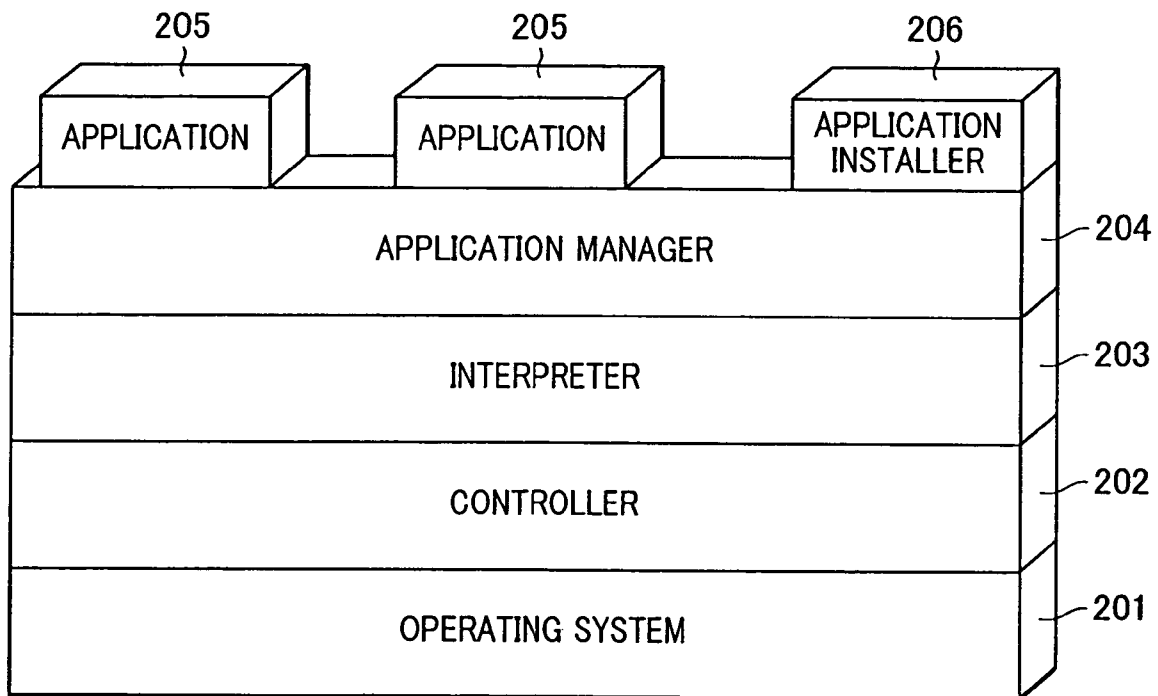 205
205
206
APPLICATION
APPLICATION
APPLICATION
INSTALLER
APPLICATION MANAGER
204
INTERPRETER
203
CONTROLLER
202
OPERATING SYSTEM
201